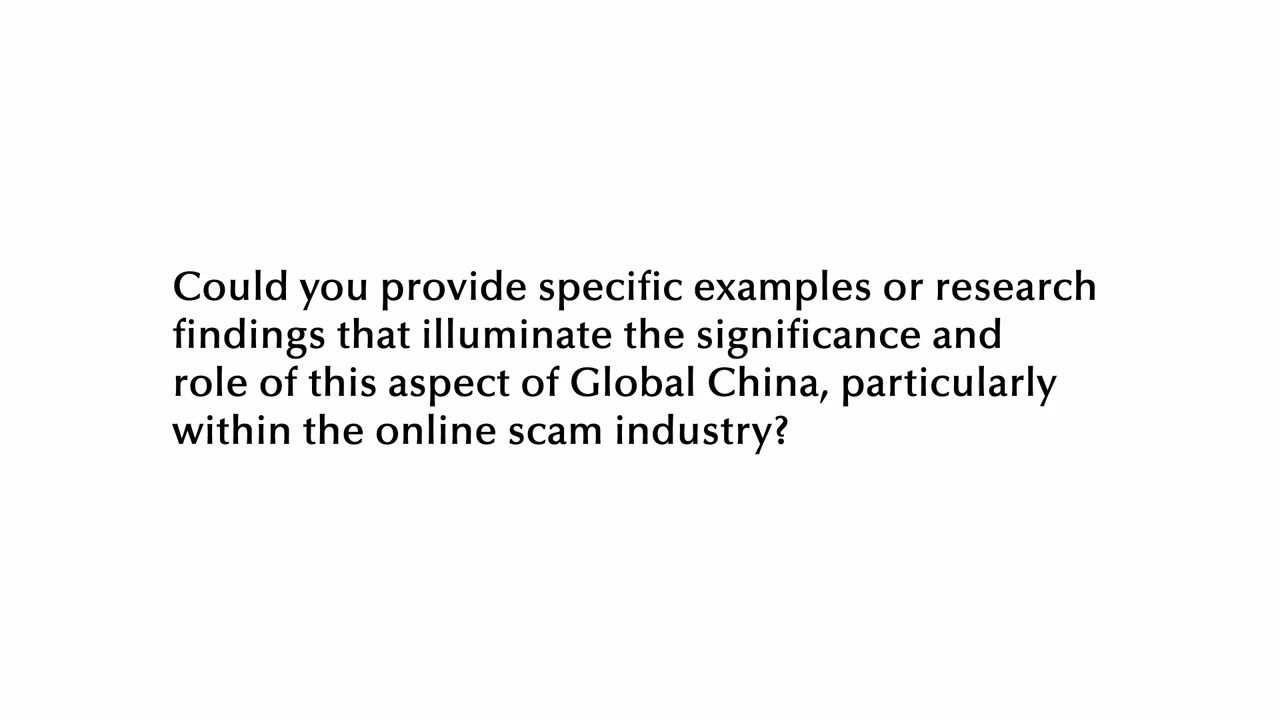 Could you provide specific examples or research
findings that illuminate the significance and
role of this aspect of Global China, particularly
within the online scam industry?